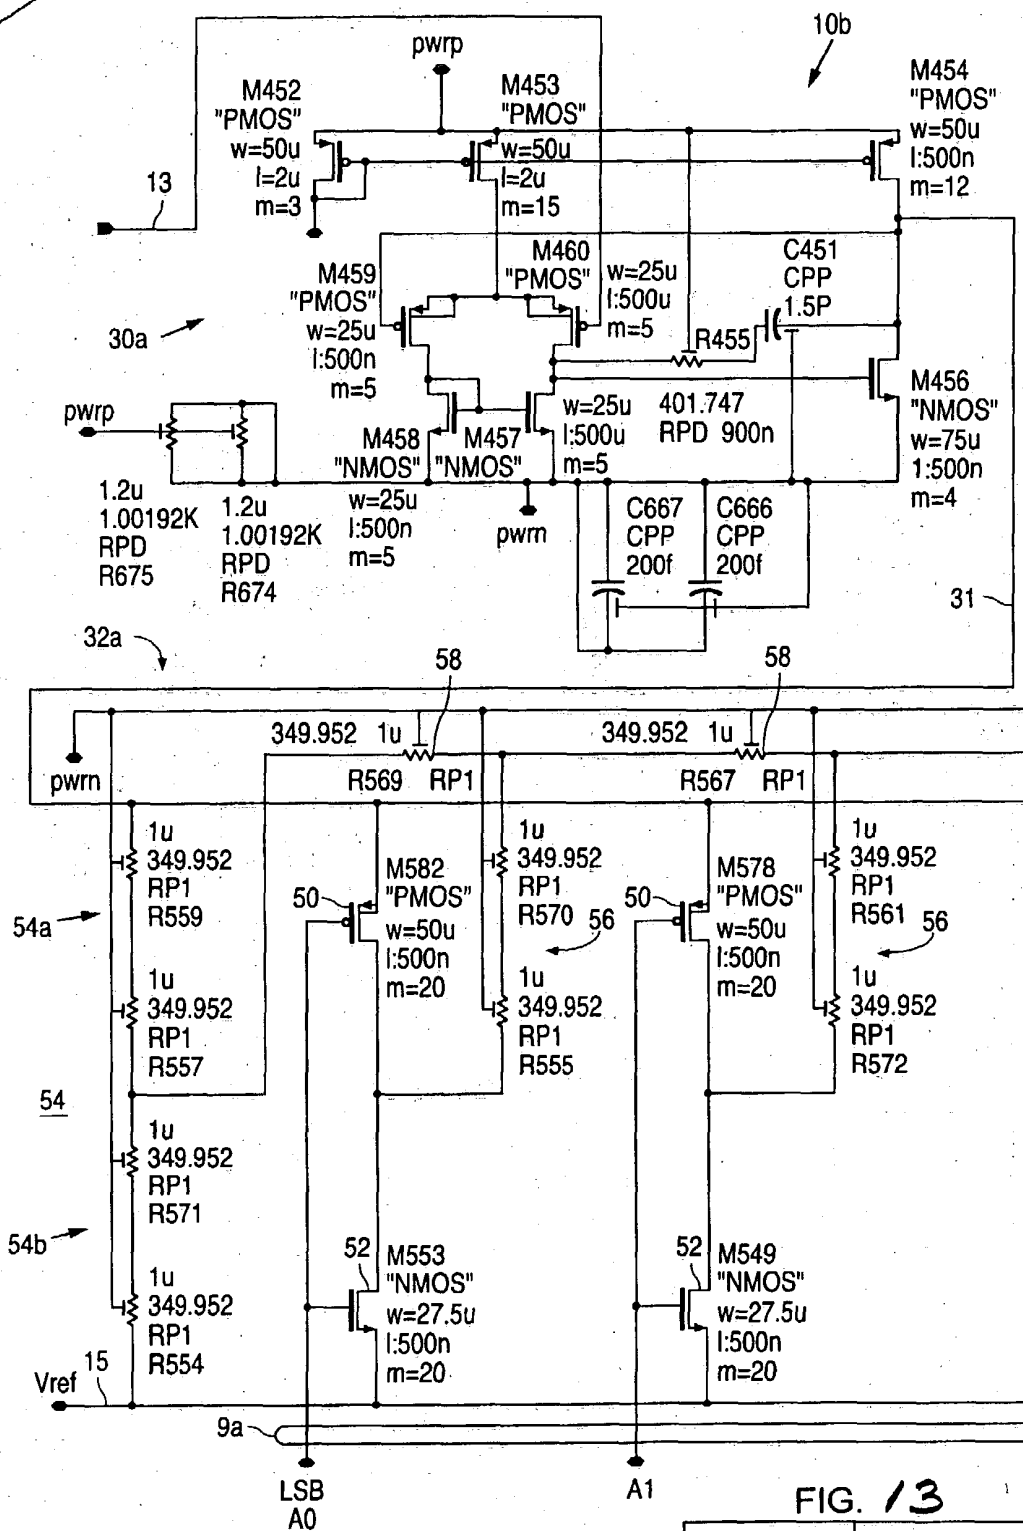 10b
pwrp
M452
"PMOS"
w=50u
l=2u
m=3
M453
"PMOS"
w=50u
l=2u
m=15
M454
"PMOS"
w=50u
l:500n
m=12
13
M459
"PMOS"
w=25u
l:500n
m=5
M460
"PMOS"
w=25u
l:500u
m=5
C451
CPP
1.5P
30a
R455
401.747
RPD 900n
M456
"NMOS"
w=75u
1:500n
m=4
pwrp
1.2u
1.00192K
RPD
R675
1.2u
1.00192K
RPD
R674
M458
"NMOS"
w=25u
l:500n
m=5
M457
"NMOS"
w=25u
l:500u
m=5
pwrn
C667
CPP
200f
C666
CPP
200f
31
32a
58
58
pwrn
349.952 1u
R569 RP1
349.952 1u
R567 RP1
1u
349.952
RP1
R559
54a
1u
349.952
RP1
R557
50
M582
"PMOS"
w=50u
l:500n
m=20
1u
349.952
RP1
R570
56
1u
349.952
RP1
R555
50
M578
"PMOS"
w=50u
l:500n
m=20
1u
349.952
RP1
R561
56
1u
349.952
RP1
R572
54
1u
349.952
RP1
R571
54b
1u
349.952
RP1
R554
52
M553
"NMOS"
w=27.5u
l:500n
m=20
52
M549
"NMOS"
w=27.5u
l:500n
m=20
Vref
15
9a
LSB
A0
A1
FIG. 13